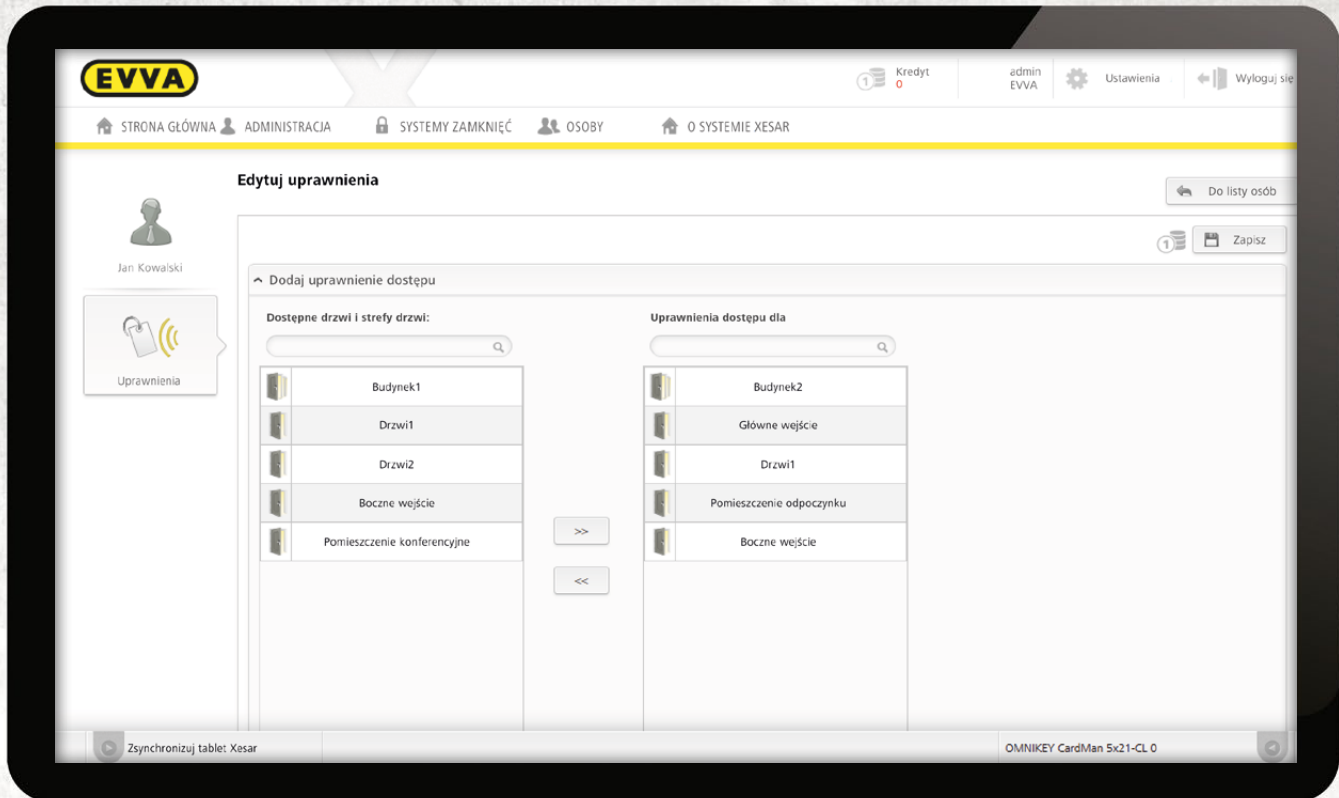 EVVA
Kredyt
0
admin
EVVA
Ustawienia
Wyloguj się
STRONA GŁÓWNA
ADMINISTRACJA
SYSTEMY ZAMKNIĘĆ
OSOBY
O SYSTEMIE XESAR
Edytuj uprawnienia
Do listy osób
Jan Kowalski
1
Zapisz
Dodaj uprawnienie dostępu
Uprawnienia
Dostępne drzwi i strefy drzwi:
Budynek1
Drzwi1
Drzwi2
Boczne wejście
Pomieszczenie konferencyjne
>>
<<
Uprawnienia dostępu dla
Budynek2
Główne wejście
Drzwi1
Pomieszczenie odpoczynku
Boczne wejście
Zsynchronizuj tablet Xesar
OMNIKEY CardMan 5x21-CL 0